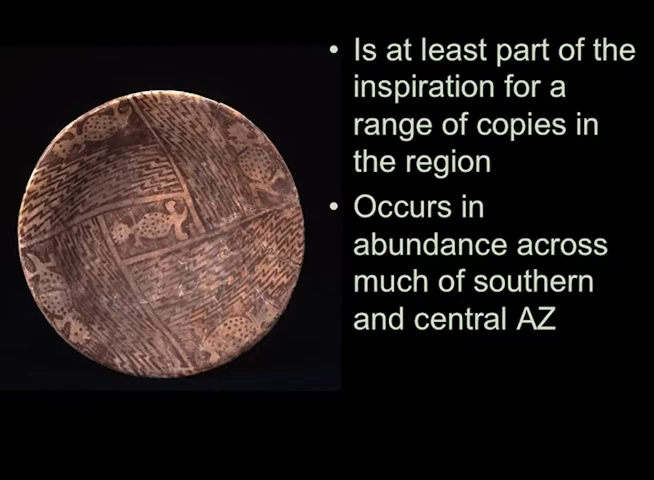 • Is at least part of the
inspiration for a
range of copies in
the region
• Occurs in
abundance across
much of southern
and central AZ